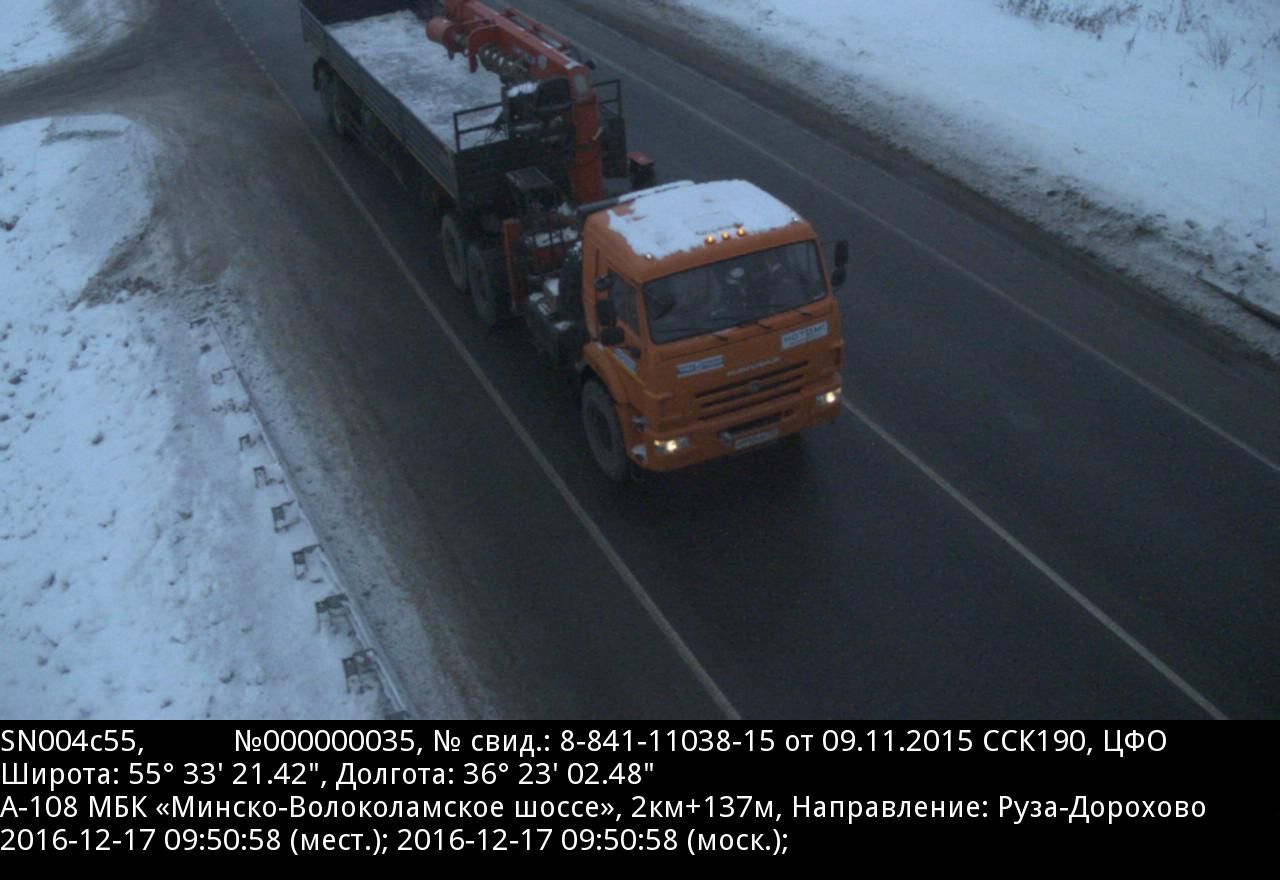 КАМАЗ
SN004c55, №000000035, № свид.: 8-841-11038-15 от 09.11.2015 ССК190, ЦФО
Широта: 55° 33' 21.42", Долгота: 36° 23' 02.48"
А-108 МБК «Минско-Волоколамское шоссе», 2км+137м, Направление: Руза-Дорохово
2016-12-17 09:50:58 (мест.); 2016-12-17 09:50:58 (моск.);